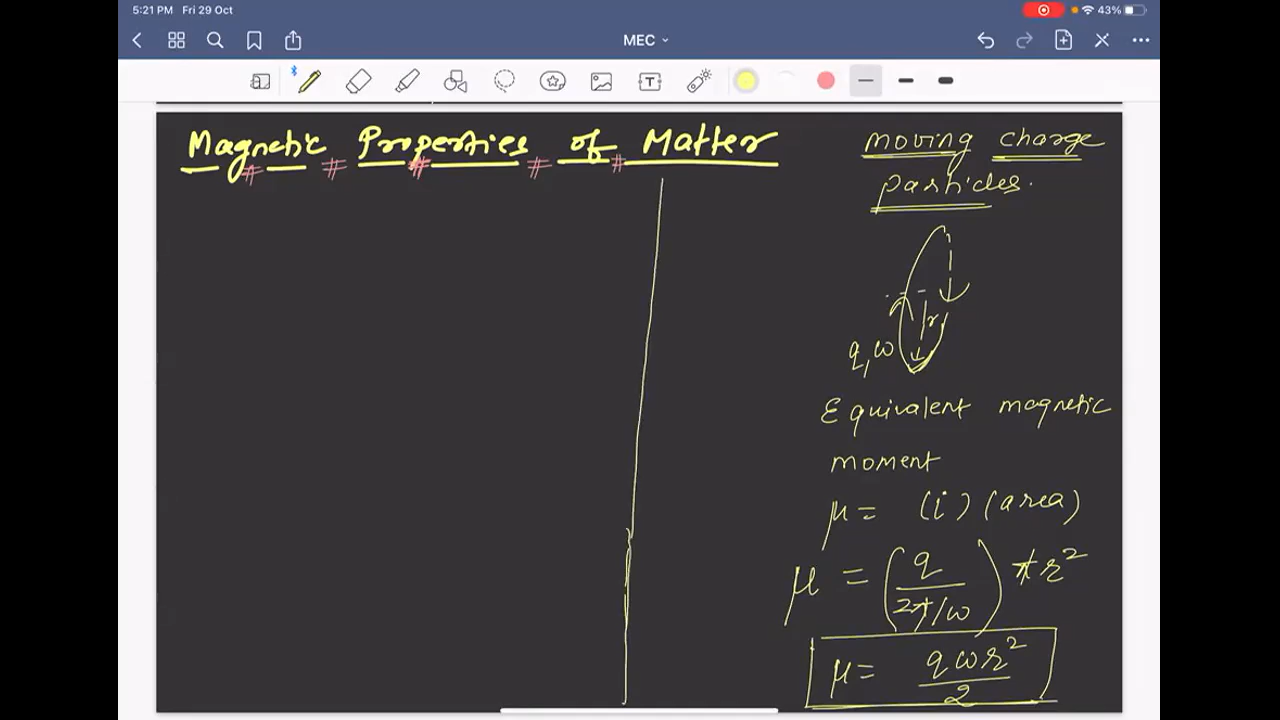 5:21 PM Fri 29 Oct
43%
MEC
Magnetic Properties of Matter
# # # # #
moving charge
particles.
r
q, ω
Equivalent magnetic
moment
μ = (i) (area)
μ = (q / 2π/ω) πr²
μ = qωr² / 2